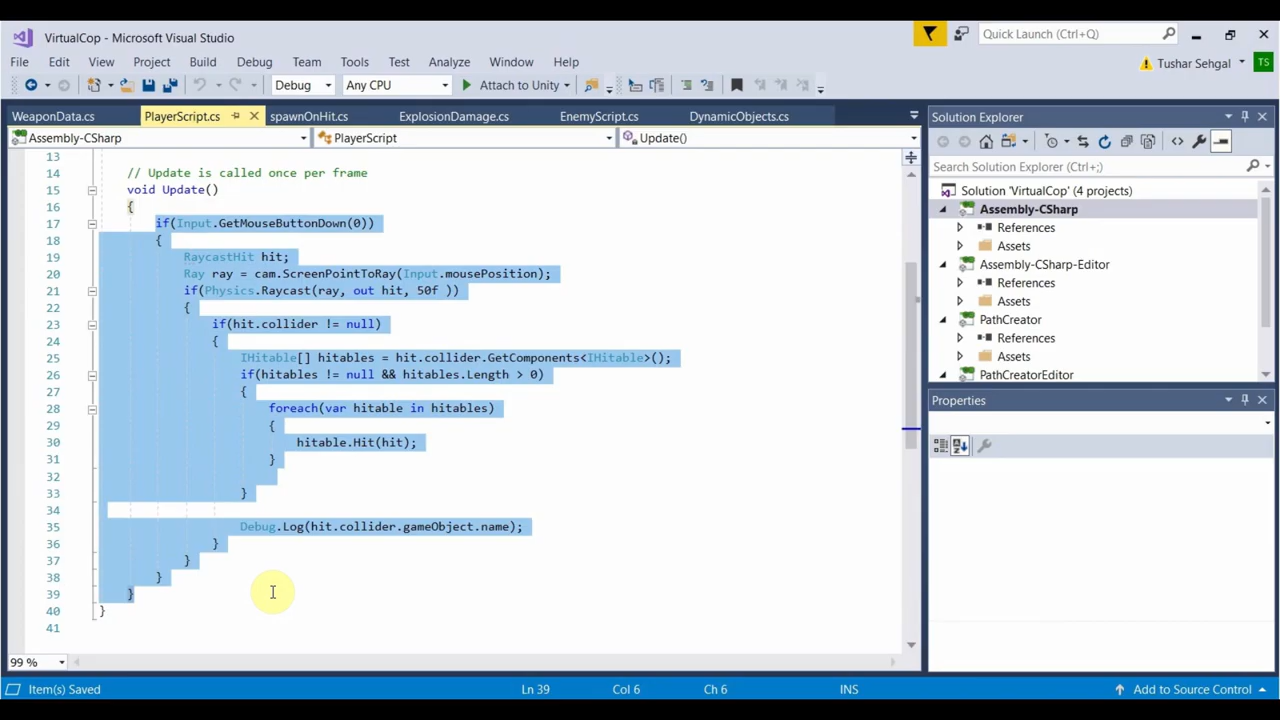 VirtualCop - Microsoft Visual Studio
Quick Launch (Ctrl+Q)
File Edit View Project Build Debug Team Tools Test Analyze Window Help
Tushar Sehgal TS
Debug Any CPU Attach to Unity
WeaponData.cs PlayerScript.cs spawnOnHit.cs ExplosionDamage.cs EnemyScript.cs DynamicObjects.cs
Assembly-CSharp PlayerScript Update()
13
14 // Update is called once per frame
15 void Update()
16 {
17 if(Input.GetMouseButtonDown(0))
18 {
19 RaycastHit hit;
20 Ray ray = cam.ScreenPointToRay(Input.mousePosition);
21 if(Physics.Raycast(ray, out hit, 50f ))
22 {
23 if(hit.collider != null)
24 {
25 IHitable[] hitables = hit.collider.GetComponents<IHitable>();
26 if(hitables != null && hitables.Length > 0)
27 {
28 foreach(var hitable in hitables)
29 {
30 hitable.Hit(hit);
31 }
32
33 }
34
35 Debug.Log(hit.collider.gameObject.name);
36 }
37 }
38 }
39 }
40 }
41
99 %
Solution Explorer
Search Solution Explorer (Ctrl+;)
Solution 'VirtualCop' (4 projects)
Assembly-CSharp
References
Assets
Assembly-CSharp-Editor
References
Assets
PathCreator
References
Assets
PathCreatorEditor
Properties
Item(s) Saved Ln 39 Col 6 Ch 6 INS Add to Source Control